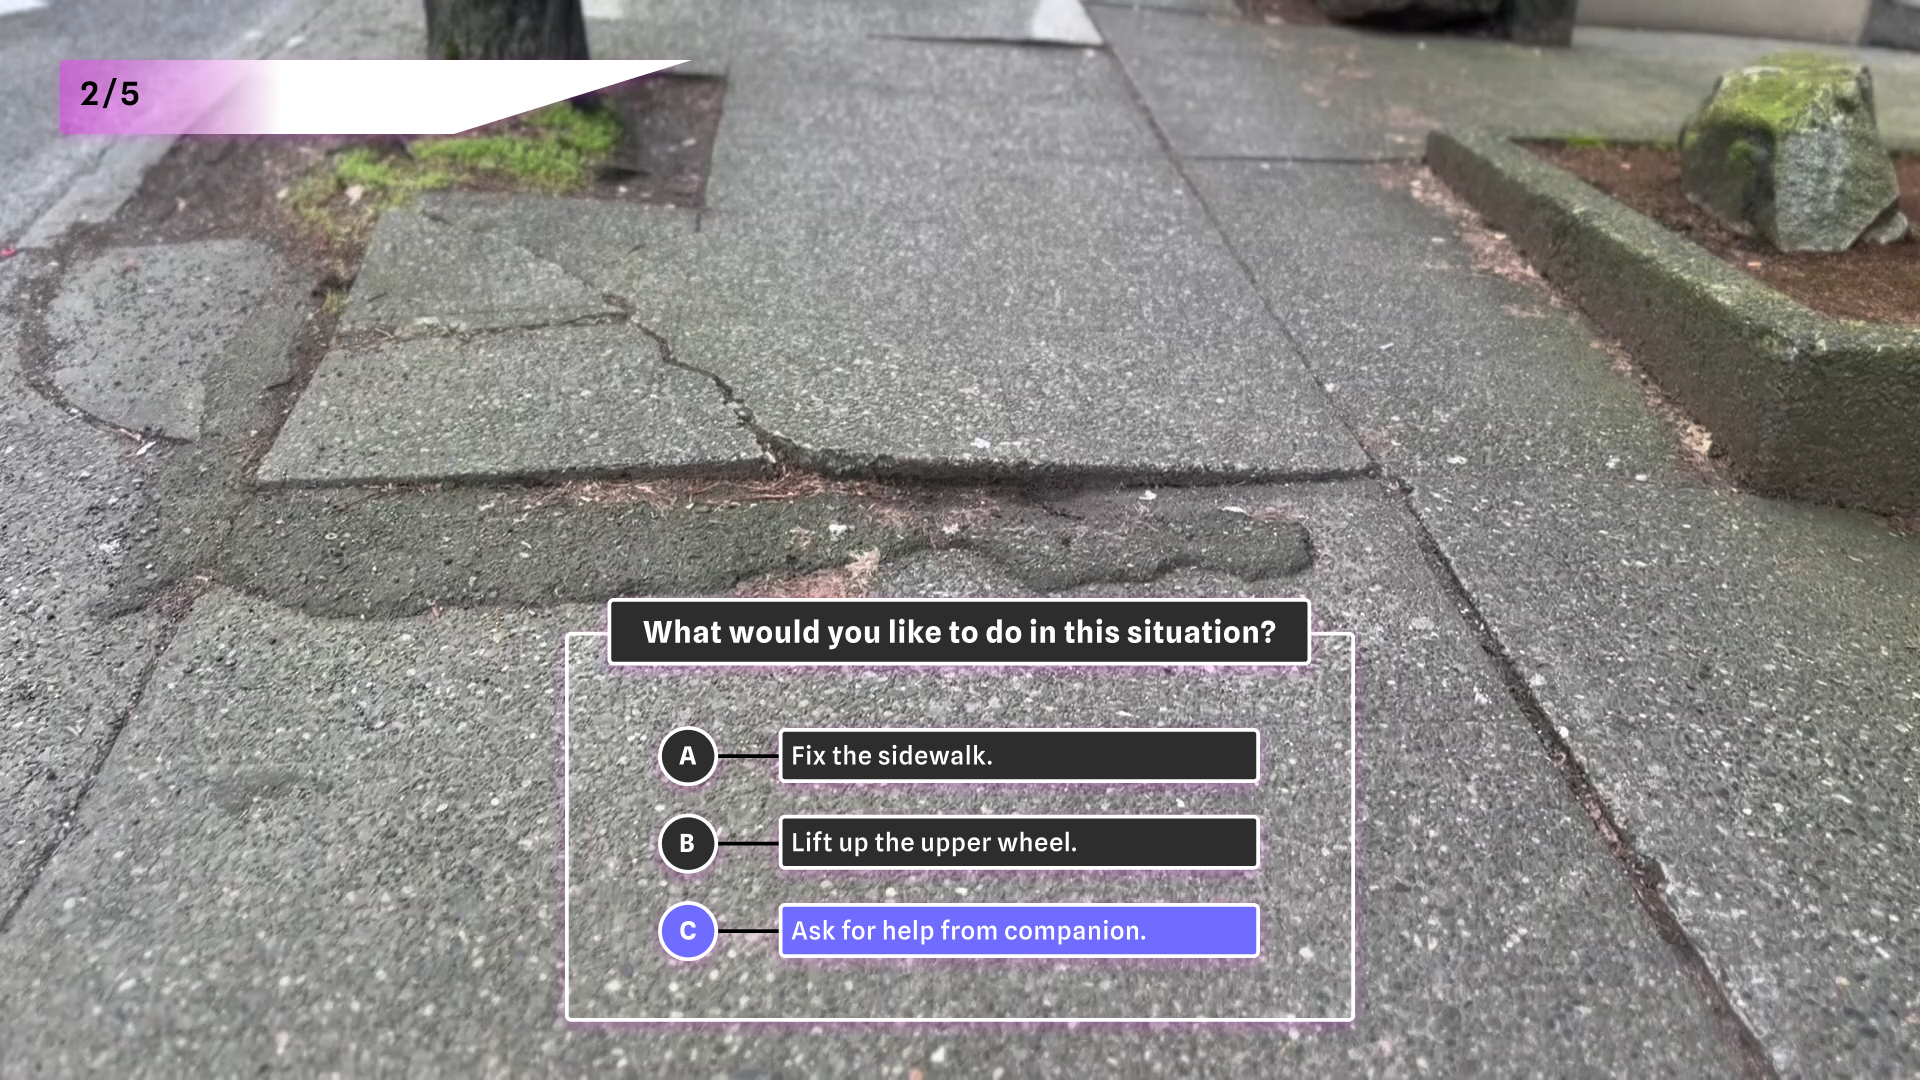 2/5
What would you like to do in this situation?
A Fix the sidewalk.
B Lift up the upper wheel.
C Ask for help from companion.